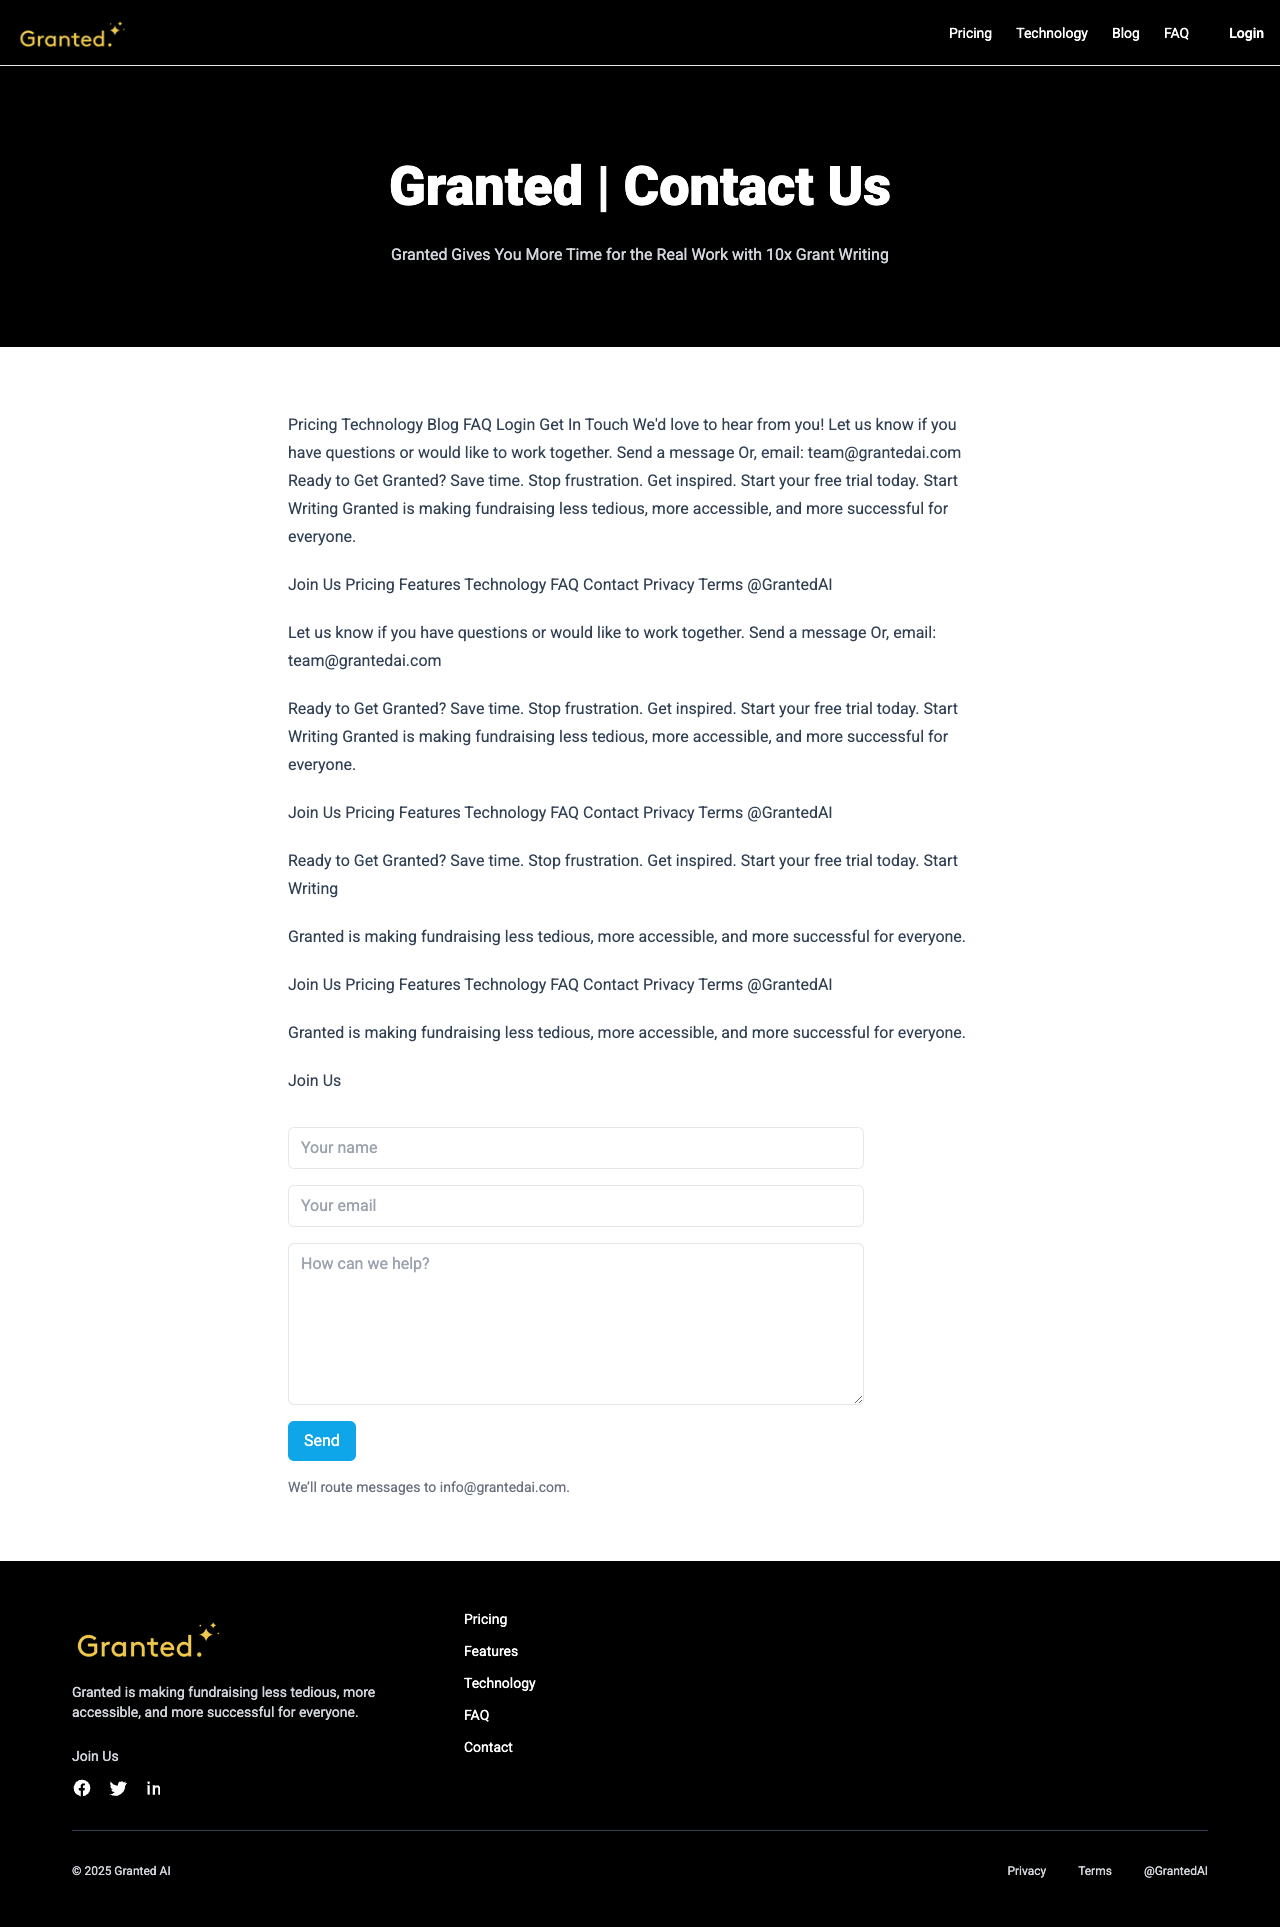 Granted.
Pricing Technology Blog FAQ Login
Granted | Contact Us
Granted Gives You More Time for the Real Work with 10x Grant Writing
Pricing Technology Blog FAQ Login Get In Touch We'd love to hear from you! Let us know if you
have questions or would like to work together. Send a message Or, email: team@grantedai.com
Ready to Get Granted? Save time. Stop frustration. Get inspired. Start your free trial today. Start
Writing Granted is making fundraising less tedious, more accessible, and more successful for
everyone.
Join Us Pricing Features Technology FAQ Contact Privacy Terms @GrantedAI
Let us know if you have questions or would like to work together. Send a message Or, email:
team@grantedai.com
Ready to Get Granted? Save time. Stop frustration. Get inspired. Start your free trial today. Start
Writing Granted is making fundraising less tedious, more accessible, and more successful for
everyone.
Join Us Pricing Features Technology FAQ Contact Privacy Terms @GrantedAI
Ready to Get Granted? Save time. Stop frustration. Get inspired. Start your free trial today. Start
Writing
Granted is making fundraising less tedious, more accessible, and more successful for everyone.
Join Us Pricing Features Technology FAQ Contact Privacy Terms @GrantedAI
Granted is making fundraising less tedious, more accessible, and more successful for everyone.
Join Us
Your name
Your email
How can we help?
Send
We’ll route messages to info@grantedai.com.
Granted.
Granted is making fundraising less tedious, more
accessible, and more successful for everyone.
Join Us
Pricing
Features
Technology
FAQ
Contact
© 2025 Granted AI
Privacy Terms @GrantedAI